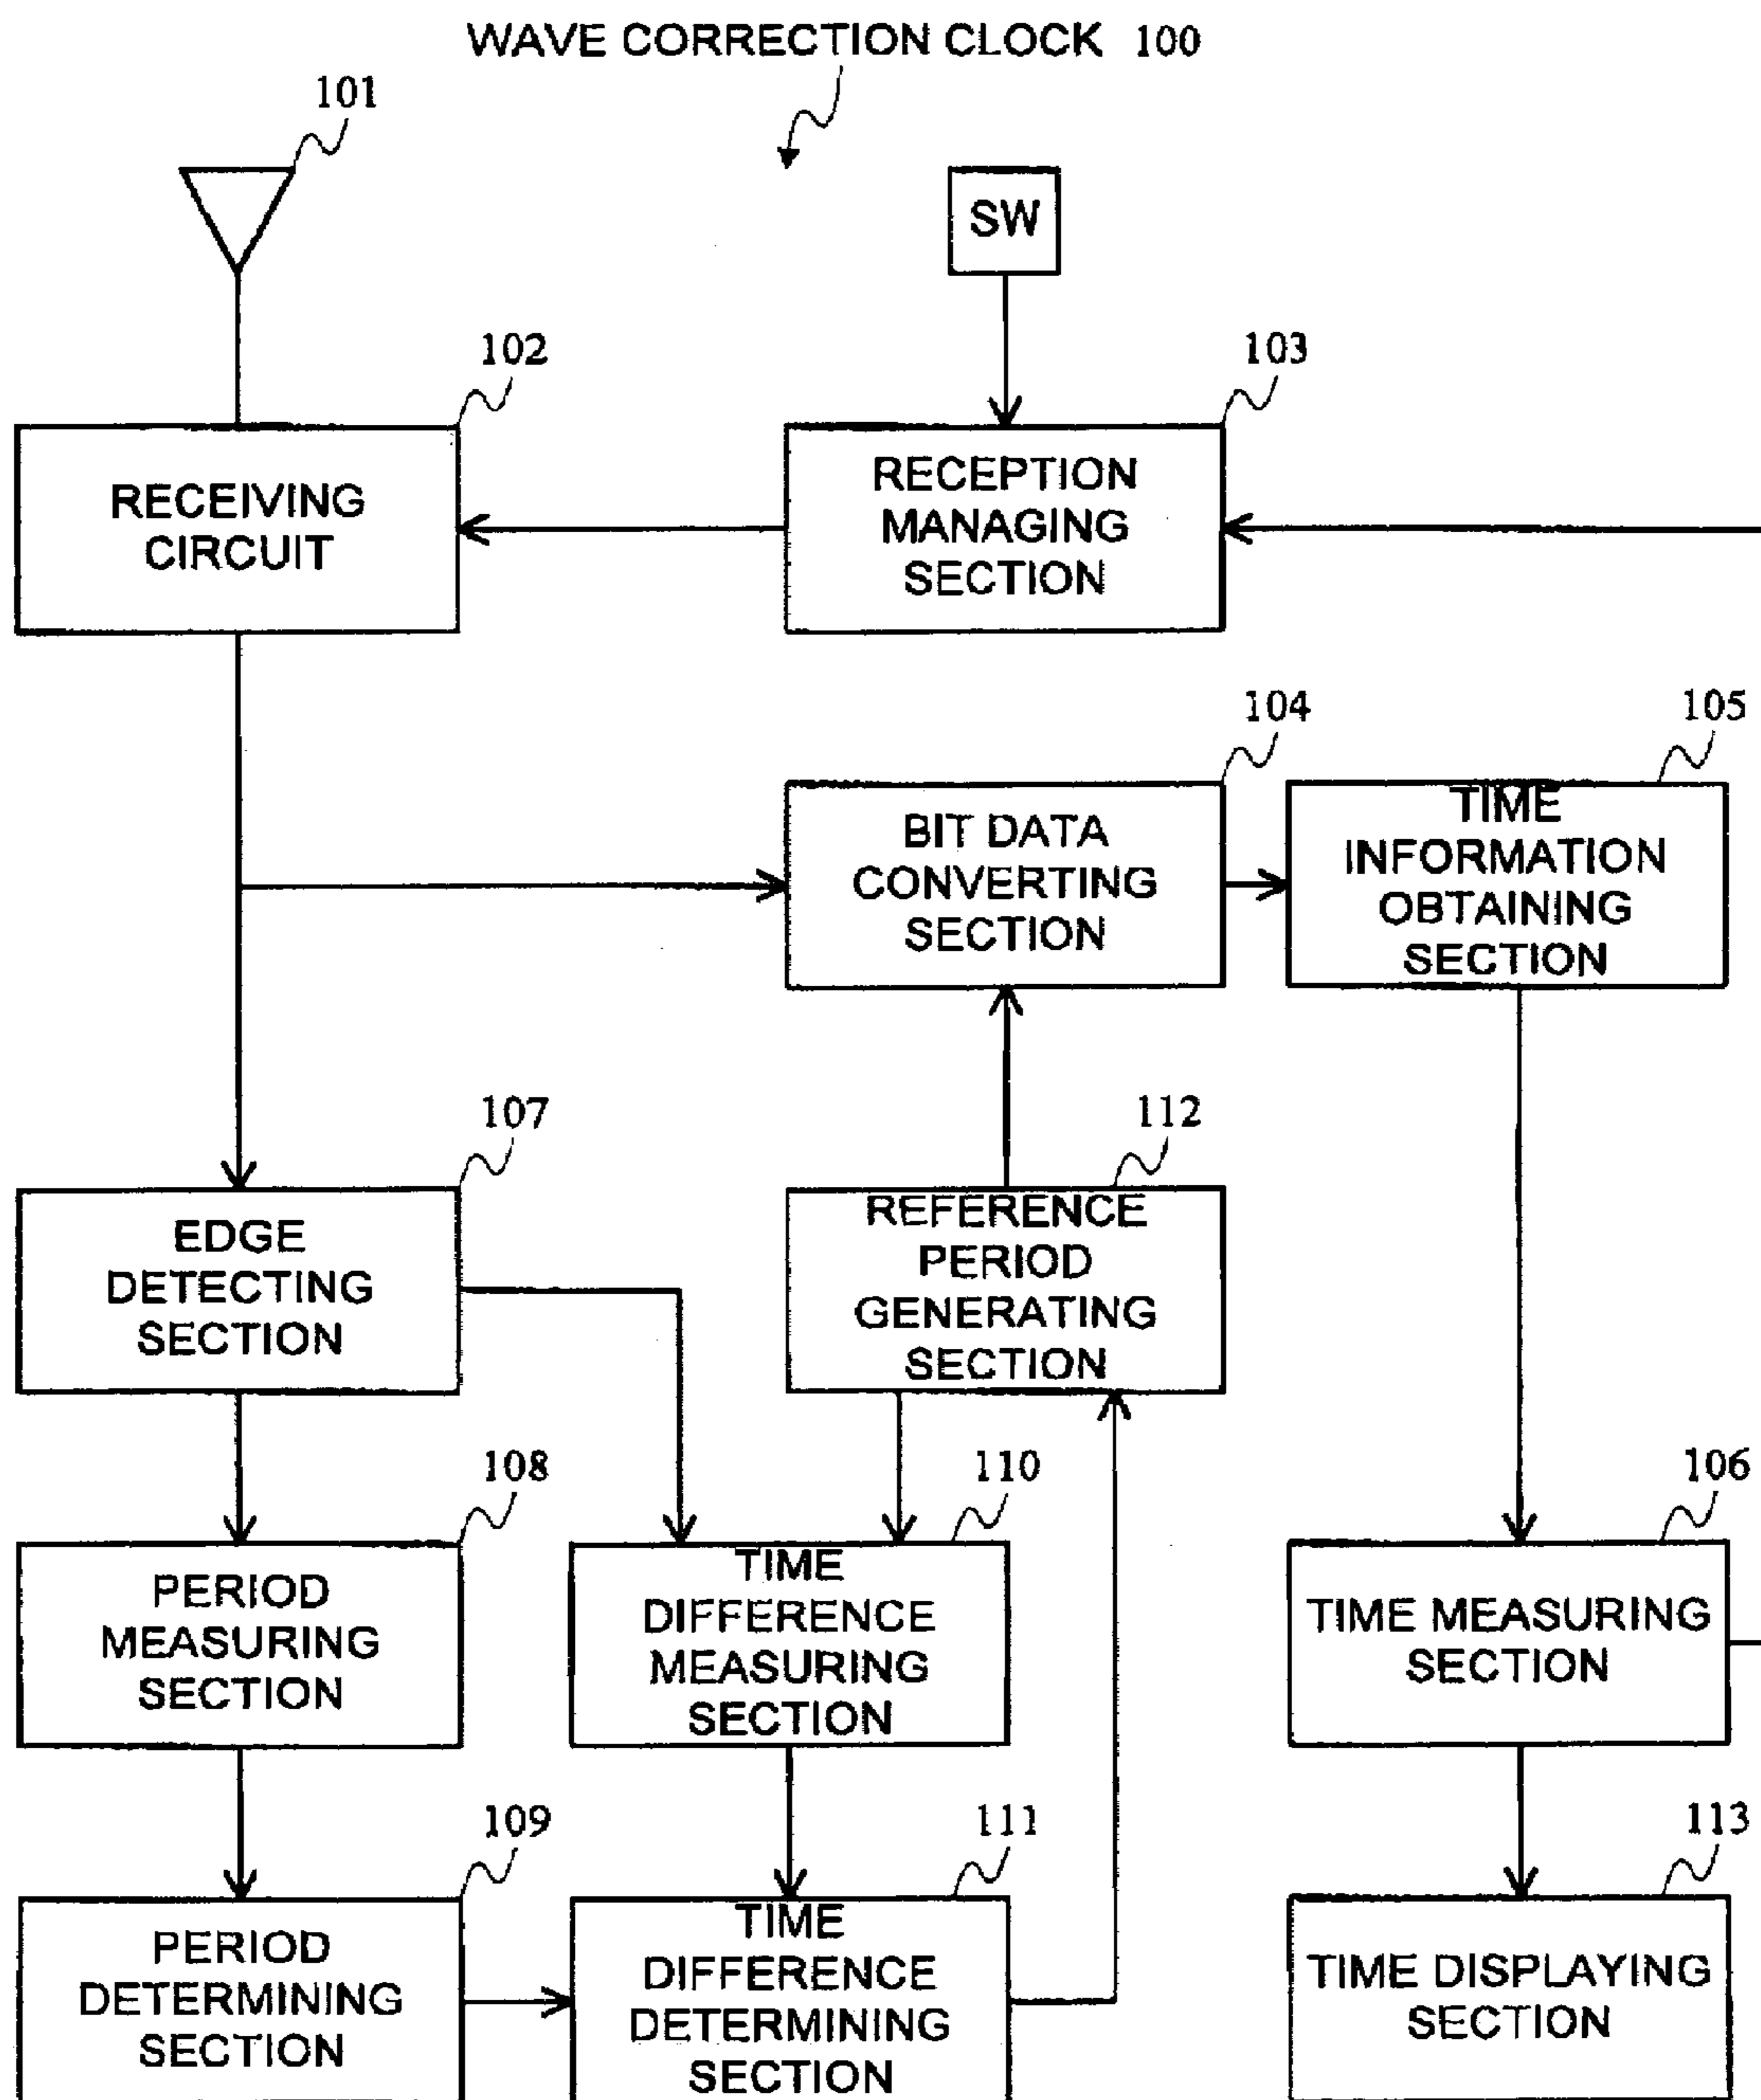 WAVE CORRECTION CLOCK 100
101
SW
102
103
RECEIVING
CIRCUIT
RECEPTION
MANAGING
SECTION
104
105
BIT DATA
CONVERTING
SECTION
TIME
INFORMATION
OBTAINING
SECTION
107
112
EDGE
DETECTING
SECTION
REFERENCE
PERIOD
GENERATING
SECTION
108
110
106
PERIOD
MEASURING
SECTION
TIME
DIFFERENCE
MEASURING
SECTION
TIME MEASURING
SECTION
109
111
113
PERIOD
DETERMINING
SECTION
TIME
DIFFERENCE
DETERMINING
SECTION
TIME DISPLAYING
SECTION